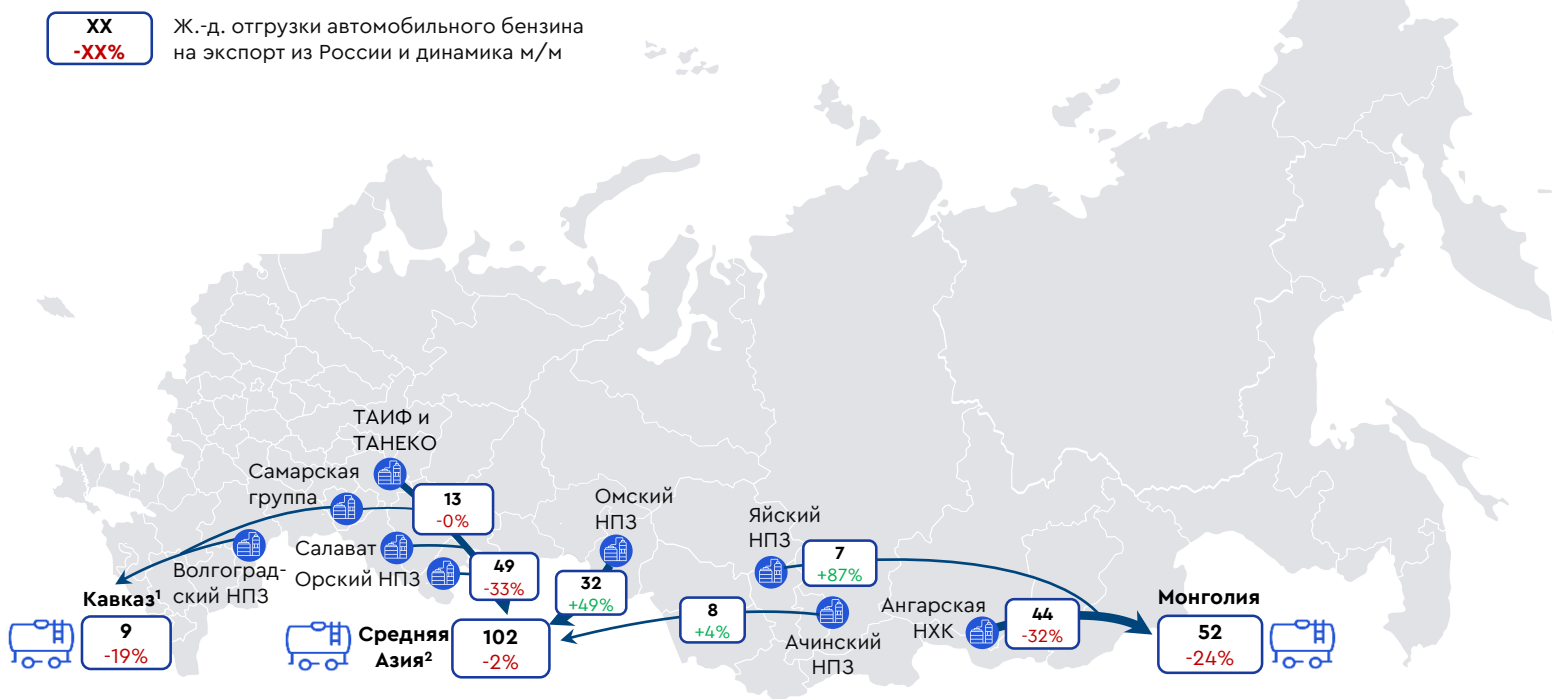 XX
-XX%
Ж.-д. отгрузки автомобильного бензина
на экспорт из России и динамика м/м
ТАИФ и
ТАНЕКО
Самарская
группа
13
-0%
Салават
Орский НПЗ
49
-33%
Волгоград-
ский НПЗ
Омский
НПЗ
32
+49%
Яйский
НПЗ
7
+87%
8
+4%
Ачинский
НПЗ
Ангарская
НХК
44
-32%
Кавказ¹
9
-19%
Средняя
Азия²
102
-2%
Монголия
52
-24%